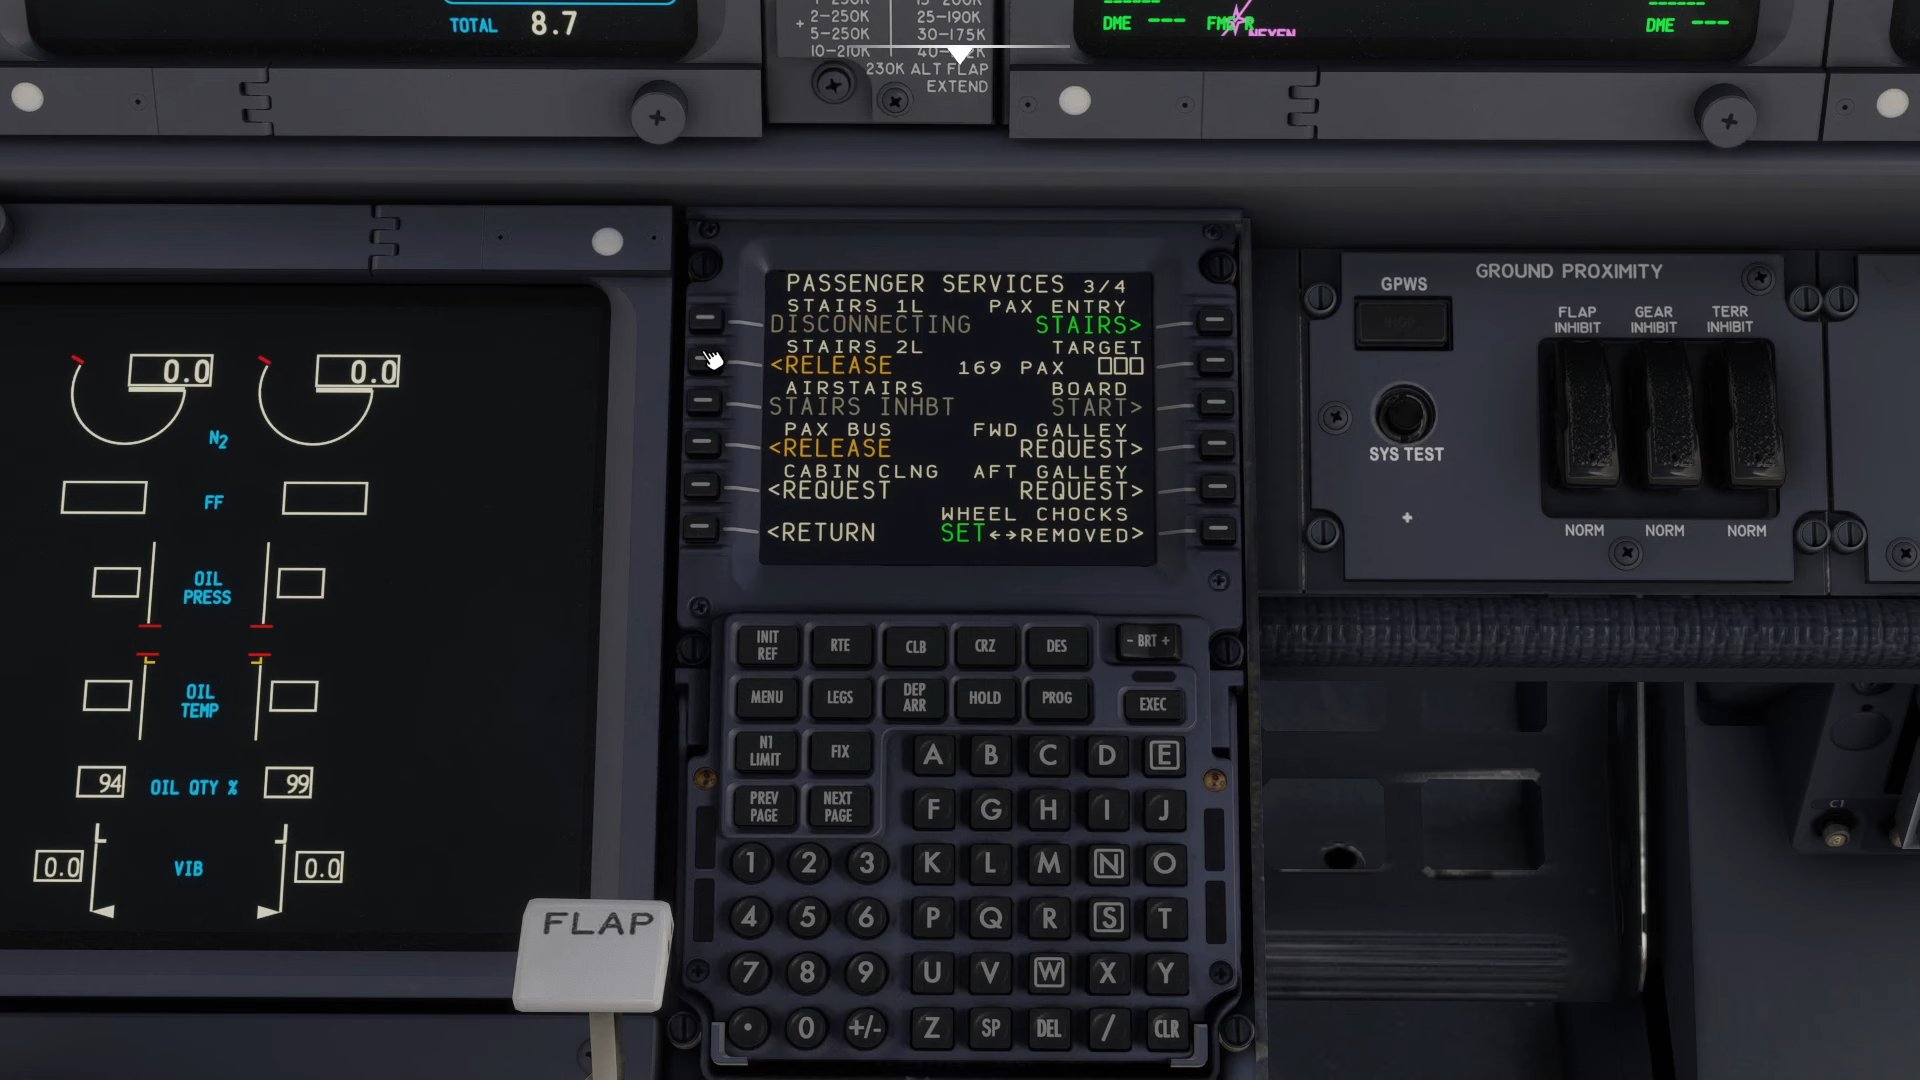 TOTAL 8.7
2-250K 25-190K
5-250K 30-175K
10-210K
230K ALT FLAP
EXTEND
DME --- FMC R
DME ---
PASSENGER SERVICES 3/4
STAIRS 1L PAX ENTRY
DISCONNECTING STAIRS>
STAIRS 2L TARGET
<RELEASE 169 PAX □□□
AIRSTAIRS BOARD
STAIRS INHBT START>
PAX BUS FWD GALLEY
<RELEASE REQUEST>
CABIN CLNG AFT GALLEY
<REQUEST REQUEST>
WHEEL CHOCKS
<RETURN SET←→REMOVED>
GROUND PROXIMITY
GPWS
FLAP INHIBIT
GEAR INHIBIT
TERR INHIBIT
SYS TEST
NORM NORM NORM
0.0 0.0
N2
FF
OIL
PRESS
OIL
TEMP
94 OIL QTY % 99
0.0 VIB 0.0
FLAP
INIT REF RTE CLB CRZ DES - BRT +
MENU LEGS DEP ARR HOLD PROG EXEC
N1 LIMIT FIX A B C D E
PREV PAGE NEXT PAGE F G H I J
1 2 3 K L M N O
4 5 6 P Q R S T
7 8 9 U V W X Y
. 0 +/- Z SP DEL / CLR
C1